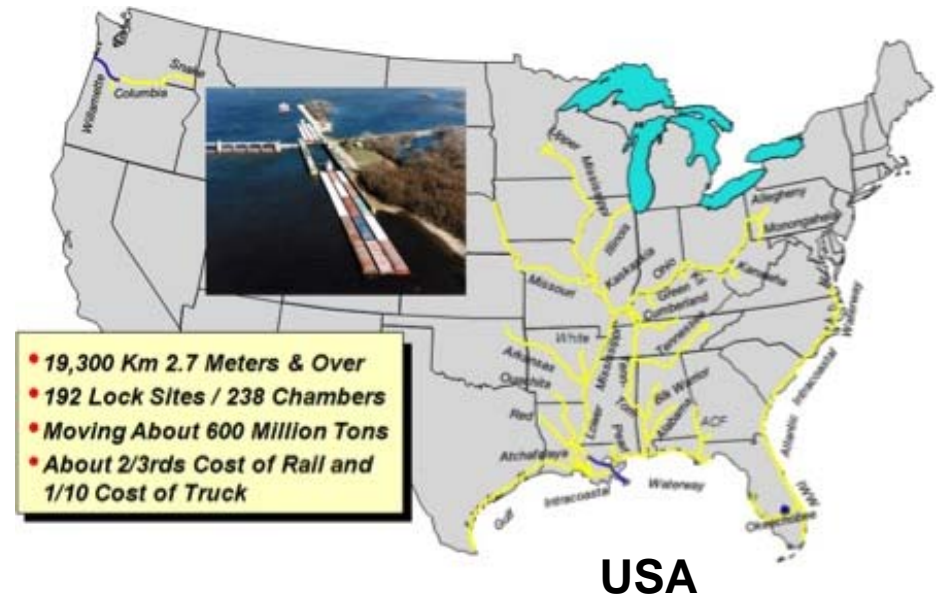 Snake
Columbia
Willamette
Upper Mississippi
Illinois
Allegheny
Monongahela
Kaskaskia
Ohio
Kanawha
Missouri
Green
Cumberland
White
Tennessee
Arkansas
Ouachita
Mississippi
Lower
Red
Atchafalaya
Pearl
Blk Warrior
Alabama
ACF
Gulf Intracoastal Waterway
Atlantic Intracoastal Waterway
IWW
Okeechobee
• 19,300 Km 2.7 Meters & Over
• 192 Lock Sites / 238 Chambers
• Moving About 600 Million Tons
• About 2/3rds Cost of Rail and
1/10 Cost of Truck
USA